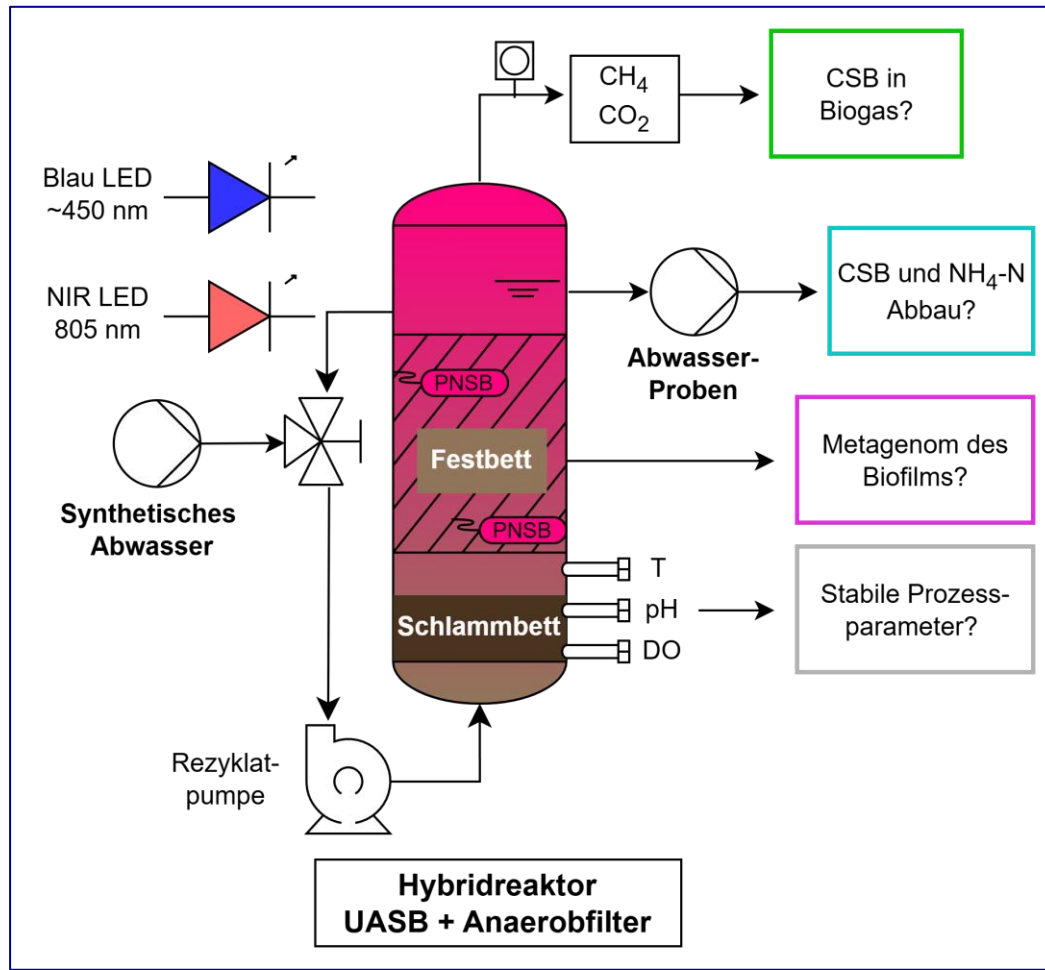 CH4
CO2
CSB in
Biogas?
Blau LED
~450 nm
NIR LED
805 nm
CSB und NH4-N
Abbau?
Abwasser-
Proben
PNSB
Festbett
PNSB
Metagenom des
Biofilms?
Synthetisches
Abwasser
T
pH
DO
Schlammbett
Stabile Prozess-
parameter?
Rezyklat-
pumpe
Hybridreaktor
UASB + Anaerobfilter